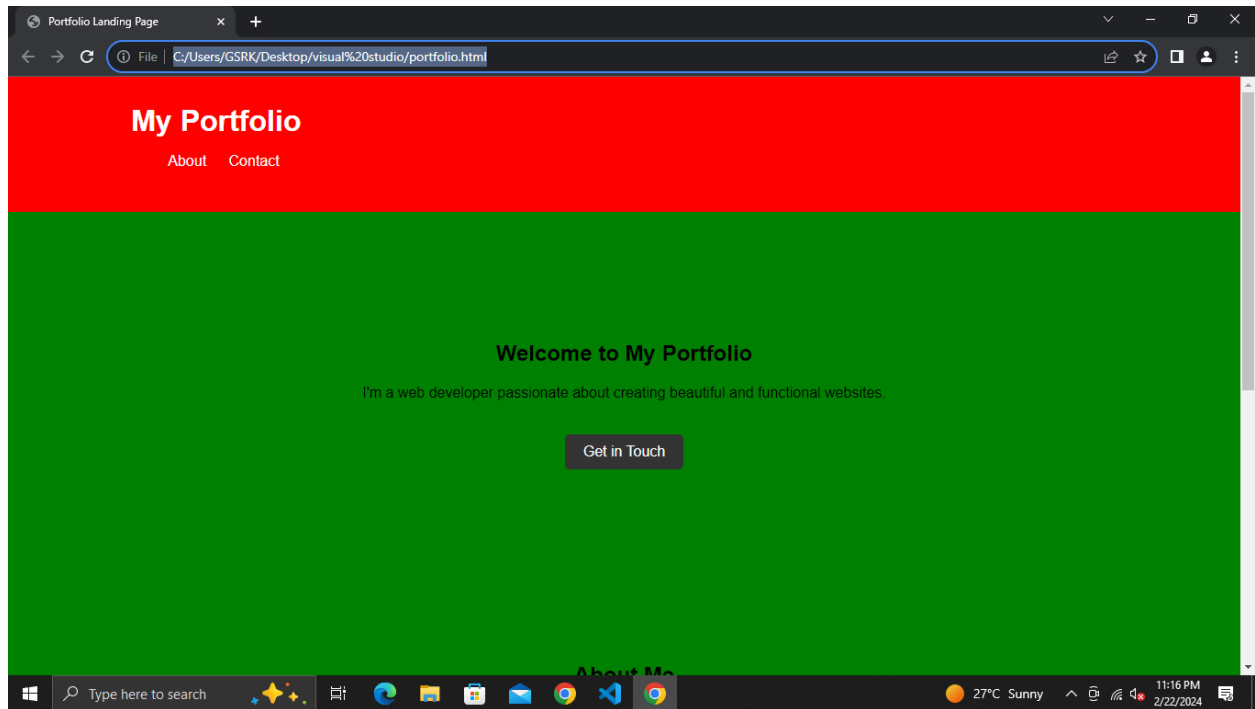 Portfolio Landing Page
File
C:/Users/GSRK/Desktop/visual%20studio/portfolio.html
My Portfolio
About Contact
Welcome to My Portfolio
I'm a web developer passionate about creating beautiful and functional websites.
Get in Touch
About Me
Type here to search
27°C Sunny
11:16 PM
2/22/2024